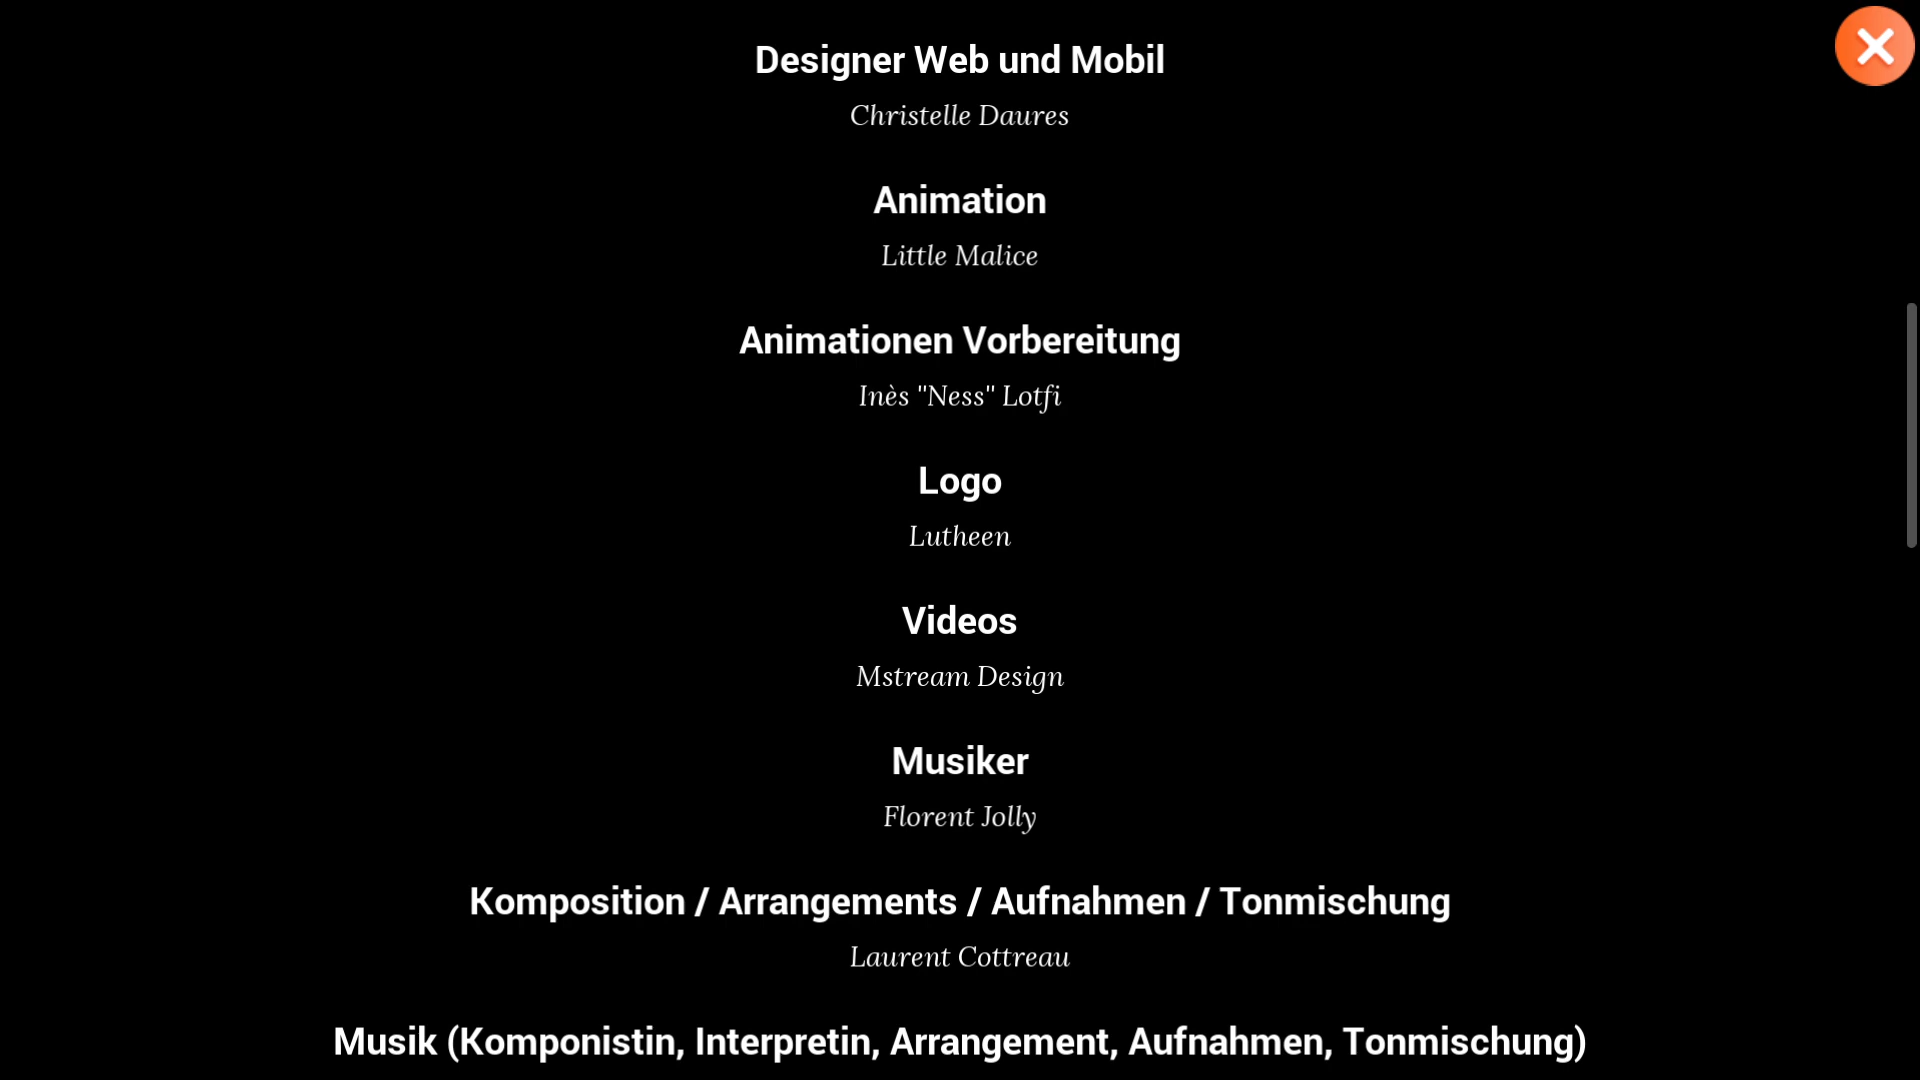 Designer Web und Mobil
Christelle Daures
Animation
Little Malice
Animationen Vorbereitung
Inès "Ness" Lotfi
Logo
Lutheen
Videos
Mstream Design
Musiker
Florent Jolly
Komposition / Arrangements / Aufnahmen / Tonmischung
Laurent Cottreau
Musik (Komponistin, Interpretin, Arrangement, Aufnahmen, Tonmischung)